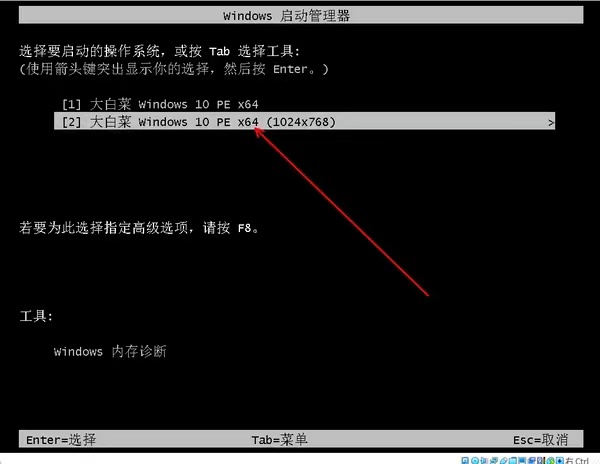 Windows 启动管理器
选择要启动的操作系统，或按 Tab 选择工具:
(使用箭头键突出显示你的选择，然后按 Enter。)
[1] 大白菜 Windows 10 PE x64
[2] 大白菜 Windows 10 PE x64 (1024x768) >
若要为此选择指定高级选项，请按 F8。
工具:
Windows 内存诊断
Enter=选择 Tab=菜单 Esc=取消
右 Ctrl